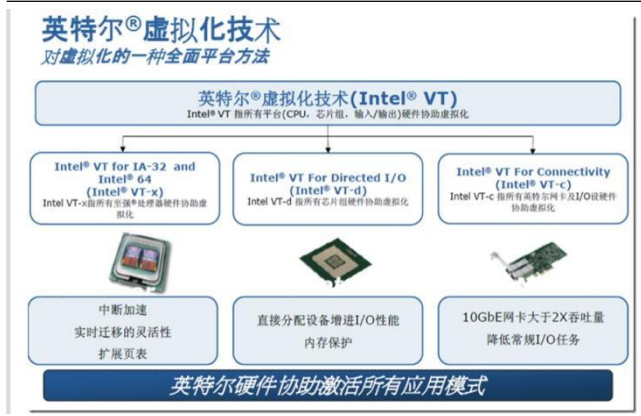 英特尔®虚拟化技术
对虚拟化的一种全面平台方法
英特尔®虚拟化技术(Intel® VT)
Intel® VT 指所有平台(CPU，芯片组，输入/输出)硬件协助虚拟化
Intel® VT for IA-32 and
Intel® 64
(Intel® VT-x)
Intel VT-x指所有至强®处理器硬件协助虚
拟化
Intel® VT For Directed I/O
(Intel® VT-d)
Intel VT-d 指所有芯片组硬件协助虚拟化
Intel® VT For Connectivity
(Intel® VT-c)
Intel VT-c 指所有英特尔网卡及I/O设硬件
协助虚拟化
中断加速
实时迁移的灵活性
扩展页表
直接分配设备增进I/O性能
内存保护
10GbE网卡大于2X吞吐量
降低常规I/O任务
英特尔硬件协助激活所有应用模式